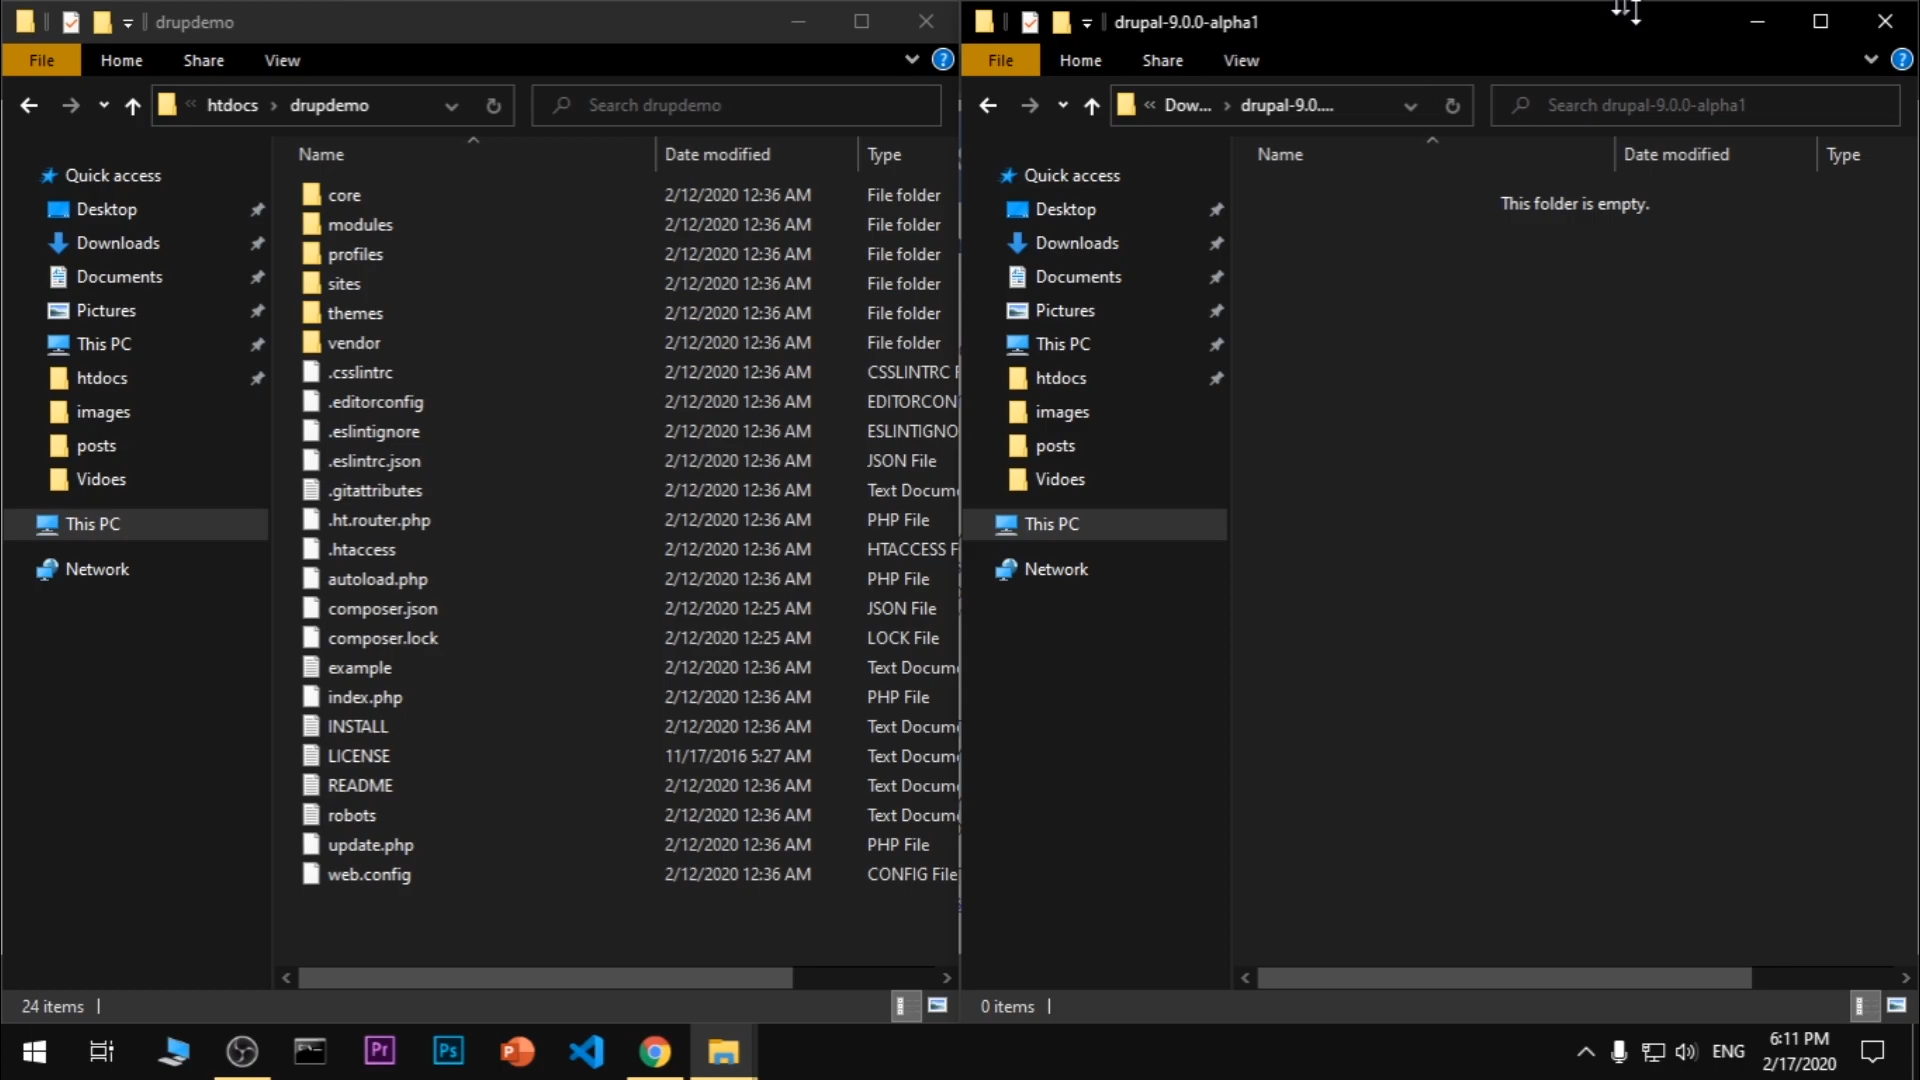 drupdemo
File Home Share View
htdocs drupdemo
Search drupdemo
Quick access
Desktop
Downloads
Documents
Pictures
This PC
htdocs
images
posts
Vidoes
This PC
Network
Name Date modified Type
core 2/12/2020 12:36 AM File folder
modules 2/12/2020 12:36 AM File folder
profiles 2/12/2020 12:36 AM File folder
sites 2/12/2020 12:36 AM File folder
themes 2/12/2020 12:36 AM File folder
vendor 2/12/2020 12:36 AM File folder
.csslintrc 2/12/2020 12:36 AM CSSLINTRC F
.editorconfig 2/12/2020 12:36 AM EDITORCON
.eslintignore 2/12/2020 12:36 AM ESLINTIGNO
.eslintrc.json 2/12/2020 12:36 AM JSON File
.gitattributes 2/12/2020 12:36 AM Text Docum
.ht.router.php 2/12/2020 12:36 AM PHP File
.htaccess 2/12/2020 12:36 AM HTACCESS F
autoload.php 2/12/2020 12:36 AM PHP File
composer.json 2/12/2020 12:25 AM JSON File
composer.lock 2/12/2020 12:25 AM LOCK File
example 2/12/2020 12:36 AM Text Docum
index.php 2/12/2020 12:36 AM PHP File
INSTALL 2/12/2020 12:36 AM Text Docum
LICENSE 11/17/2016 5:27 AM Text Docum
README 2/12/2020 12:36 AM Text Docum
robots 2/12/2020 12:36 AM Text Docum
update.php 2/12/2020 12:36 AM PHP File
web.config 2/12/2020 12:36 AM CONFIG File
24 items
drupal-9.0.0-alpha1
File Home Share View
Dow... drupal-9.0....
Search drupal-9.0.0-alpha1
Quick access
Desktop
Downloads
Documents
Pictures
This PC
htdocs
images
posts
Vidoes
This PC
Network
Name Date modified Type
This folder is empty.
0 items
Pr
Ps
P
ENG
6:11 PM
2/17/2020